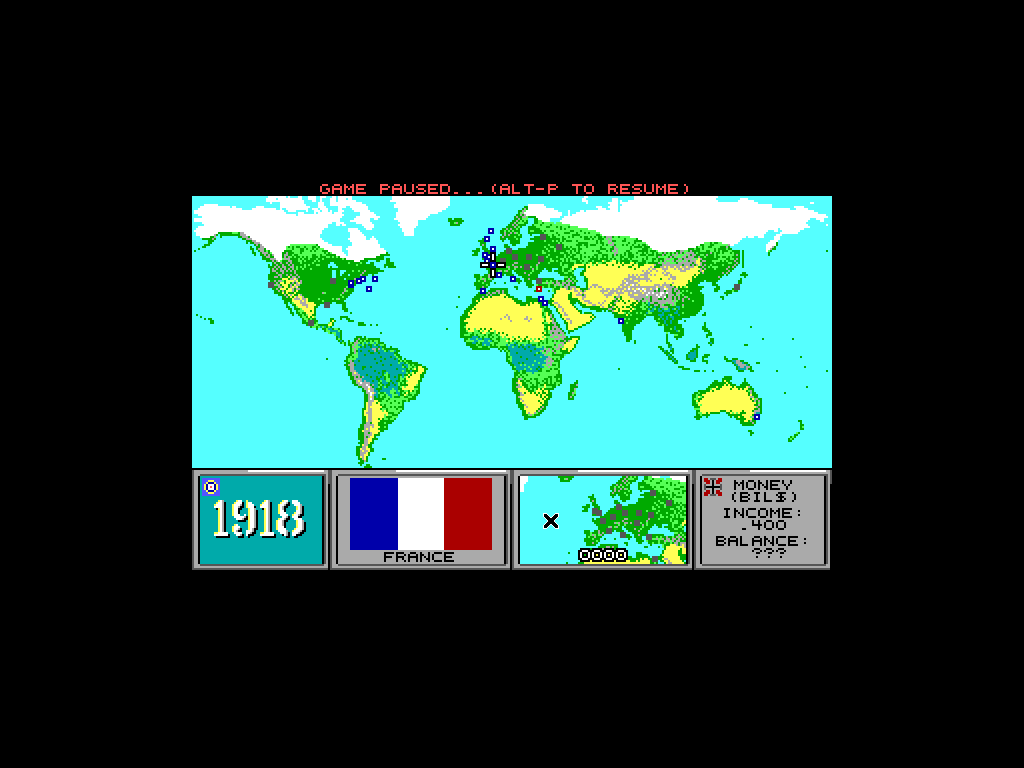 GAME PAUSED...(ALT-P TO RESUME)
1918
FRANCE
MONEY
(BIL$)
INCOME:
.400
BALANCE:
???